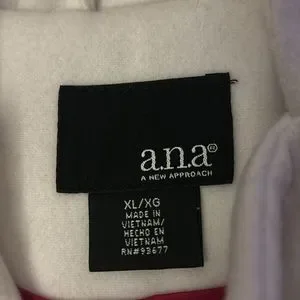 a.n.a®
A NEW APPROACH
XL/XG
MADE IN
VIETNAM/
HECHO EN
VIETNAM
RN#93677